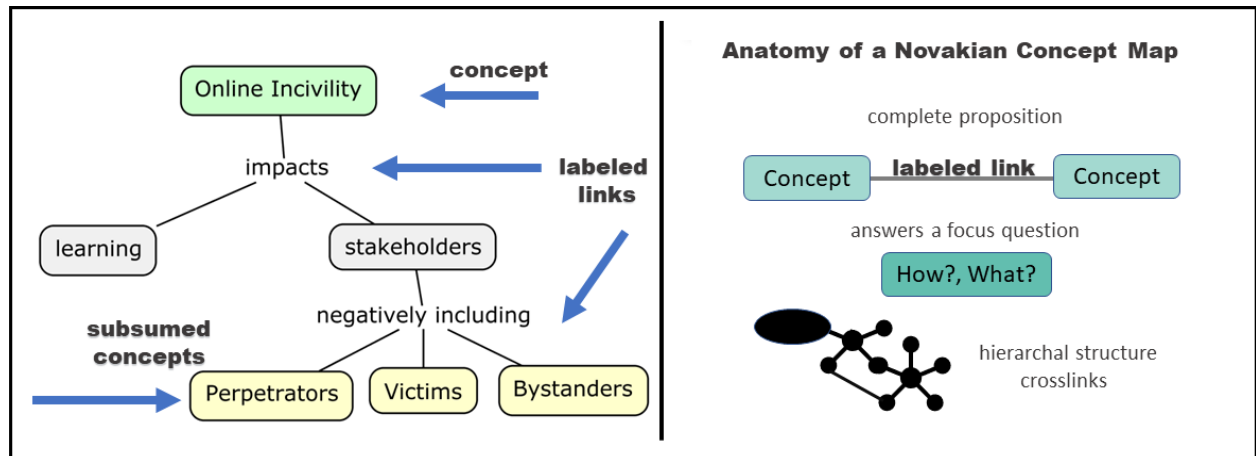 Online Incivility
concept
impacts
labeled
links
learning
stakeholders
negatively including
subsumed
concepts
Perpetrators
Victims
Bystanders
Anatomy of a Novakian Concept Map
complete proposition
Concept
labeled link
Concept
answers a focus question
How?, What?
hierarchal structure
crosslinks